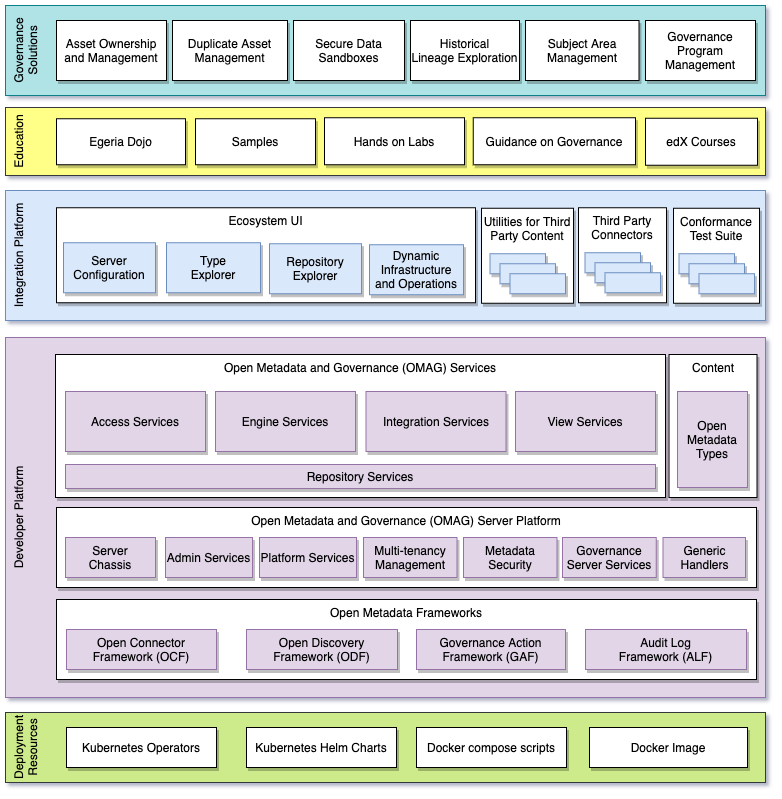 Governance
Solutions
Asset Ownership
and Management
Duplicate Asset
Management
Secure Data
Sandboxes
Historical
Lineage Exploration
Subject Area
Management
Governance
Program
Management
Education
Egeria Dojo
Samples
Hands on Labs
Guidance on Governance
edX Courses
Integration Platform
Ecosystem UI
Server
Configuration
Type
Explorer
Repository
Explorer
Dynamic
Infrastructure
and Operations
Utilities for Third
Party Content
Third Party
Connectors
Conformance
Test Suite
Developer Platform
Open Metadata and Governance (OMAG) Services
Access Services
Engine Services
Integration Services
View Services
Repository Services
Content
Open
Metadata
Types
Open Metadata and Governance (OMAG) Server Platform
Server
Chassis
Admin Services
Platform Services
Multi-tenancy
Management
Metadata
Security
Governance
Server Services
Generic
Handlers
Open Metadata Frameworks
Open Connector
Framework (OCF)
Open Discovery
Framework (ODF)
Governance Action
Framework (GAF)
Audit Log
Framework (ALF)
Deployment
Resources
Kubernetes Operators
Kubernetes Helm Charts
Docker compose scripts
Docker Image